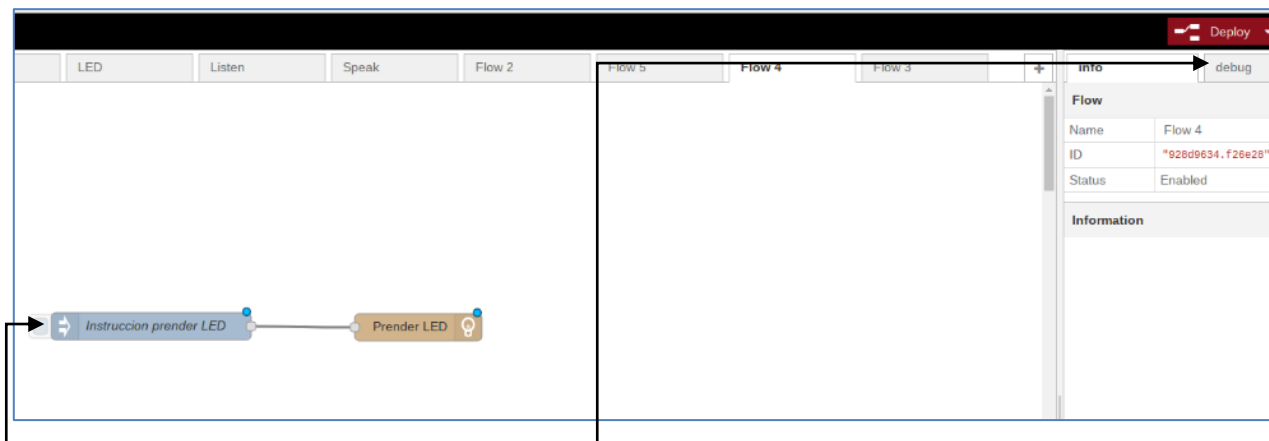 Deploy
LED Listen Speak Flow 2 Flow 5 Flow 4 Flow 3 + info debug
Flow
Name Flow 4
ID "928d9634.f26e28"
Status Enabled
Information
Instruccion prender LED Prender LED